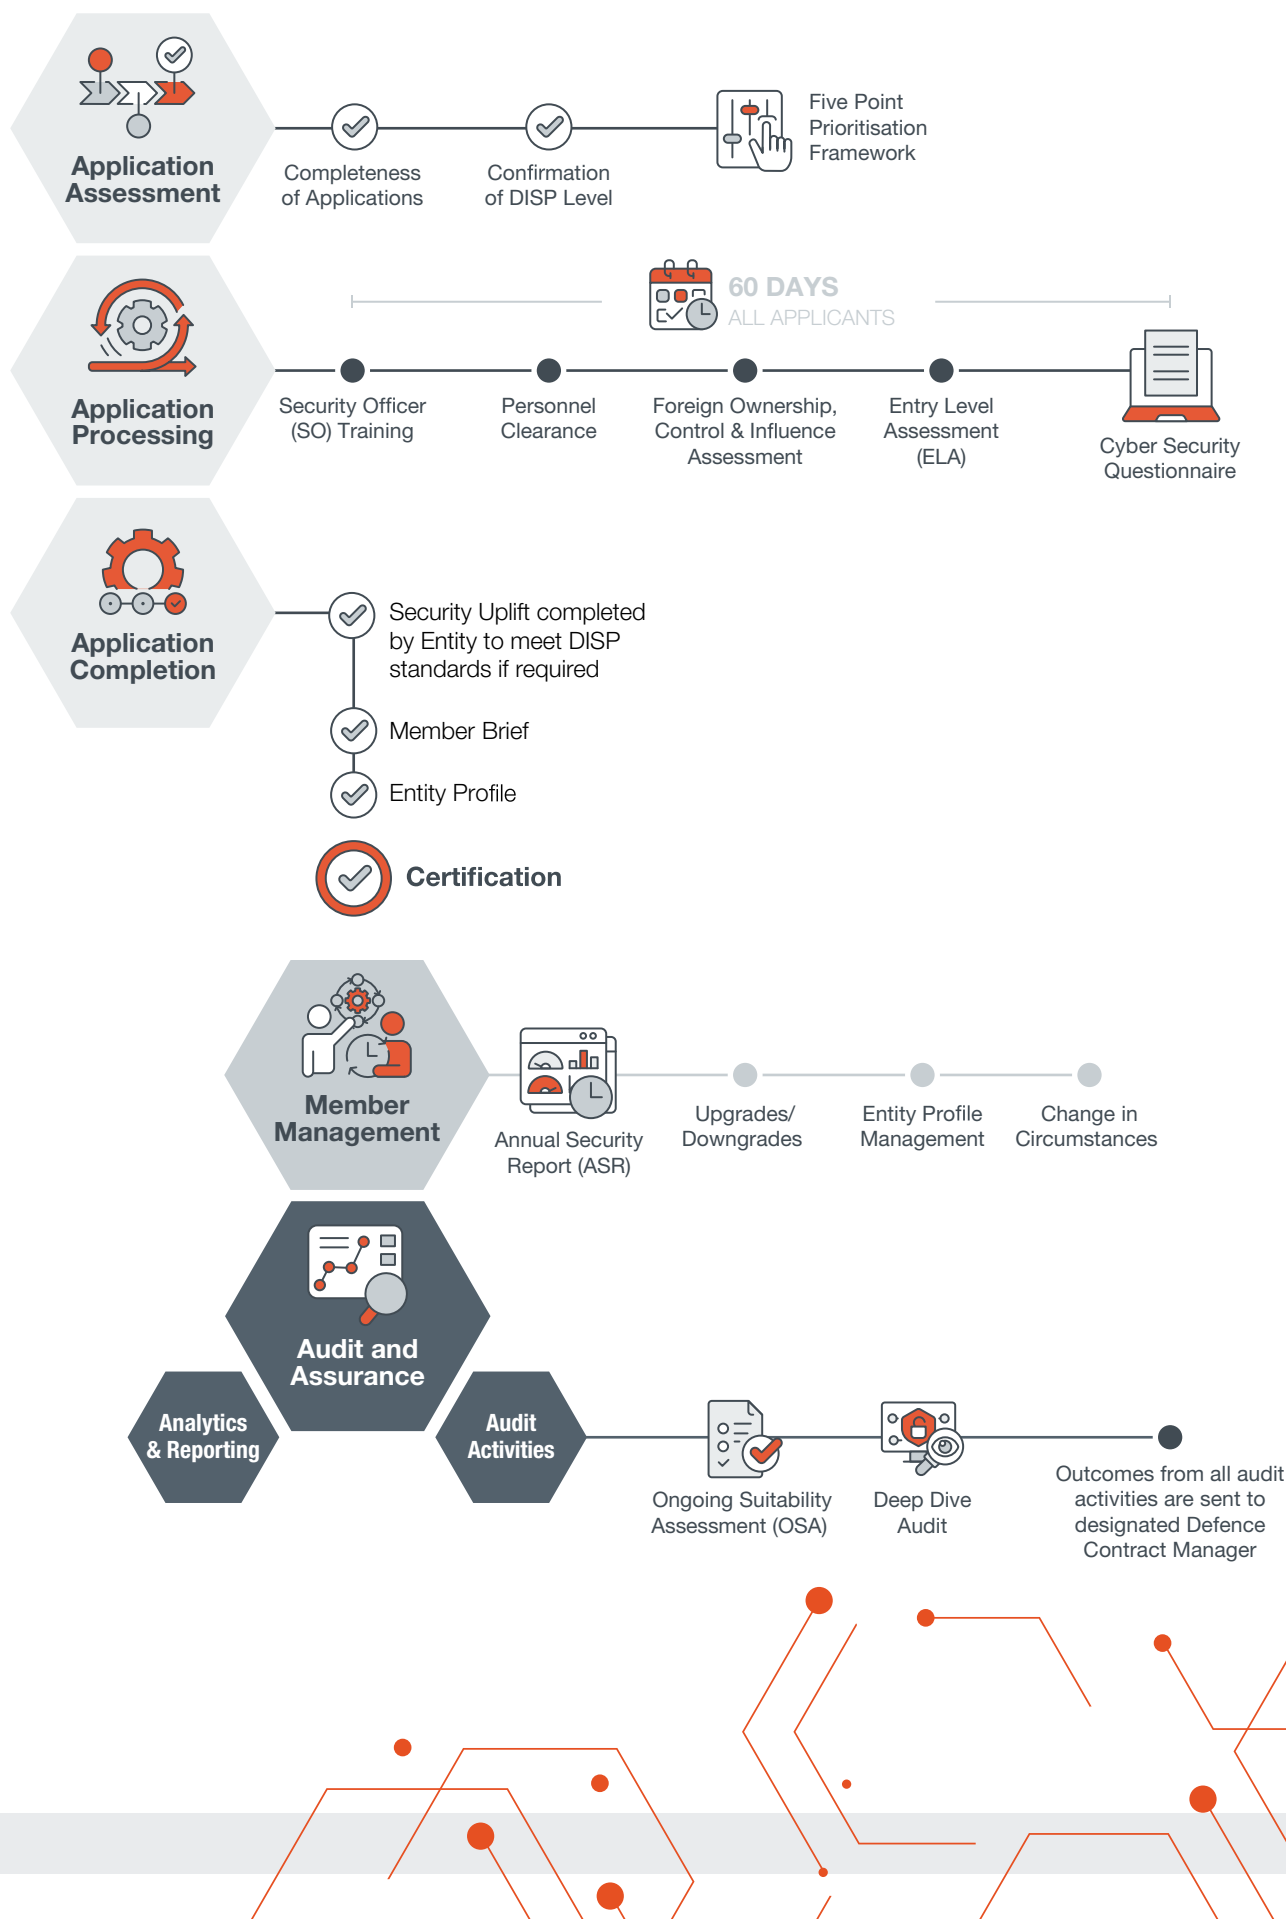 Application
Assessment
Completeness
of Applications
Confirmation
of DISP Level
Five Point
Prioritisation
Framework
Application
Processing
60 DAYS
ALL APPLICANTS
Security Officer
(SO) Training
Personnel
Clearance
Foreign Ownership,
Control & Influence
Assessment
Entry Level
Assessment
(ELA)
Cyber Security
Questionnaire
Application
Completion
Security Uplift completed
by Entity to meet DISP
standards if required
Member Brief
Entity Profile
Certification
Member
Management
Annual Security
Report (ASR)
Upgrades/
Downgrades
Entity Profile
Management
Change in
Circumstances
Audit and
Assurance
Analytics
& Reporting
Audit
Activities
Ongoing Suitability
Assessment (OSA)
Deep Dive
Audit
Outcomes from all audit
activities are sent to
designated Defence
Contract Manager